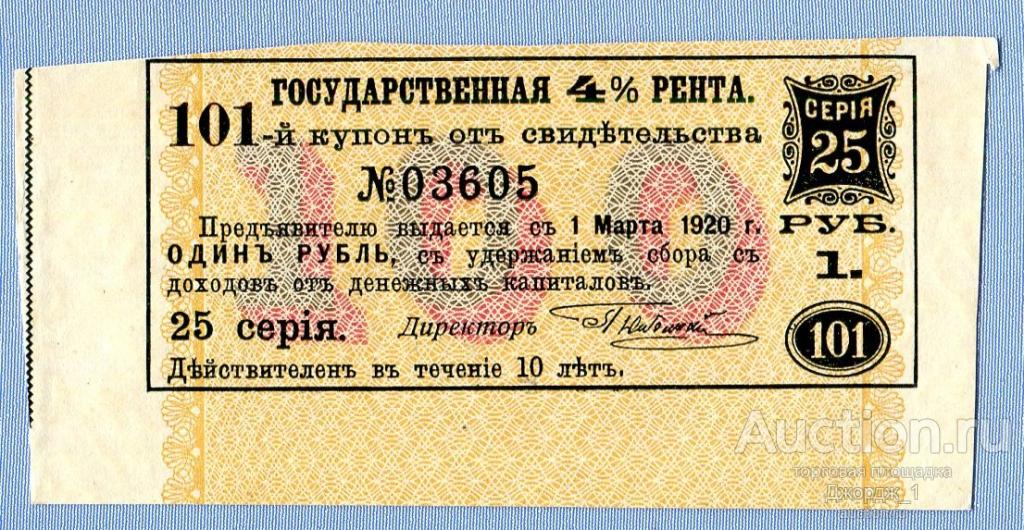 ГОСУДАРСТВЕННАЯ 4% РЕНТА.
101-й купонъ отъ свидѣтельства
№03605
Предъявителю выдается съ 1 Марта 1920 г.
ОДИНЪ РУБЛЬ, съ удержаніемъ сбора съ
доходовъ отъ денежныхъ капиталовъ.
25 серія. Директоръ
Дѣйствителенъ въ теченіе 10 лѣтъ.
СЕРІЯ
25
РУБ.
1.
101
100
Auction.ru
торговая площадка
Джордж_1